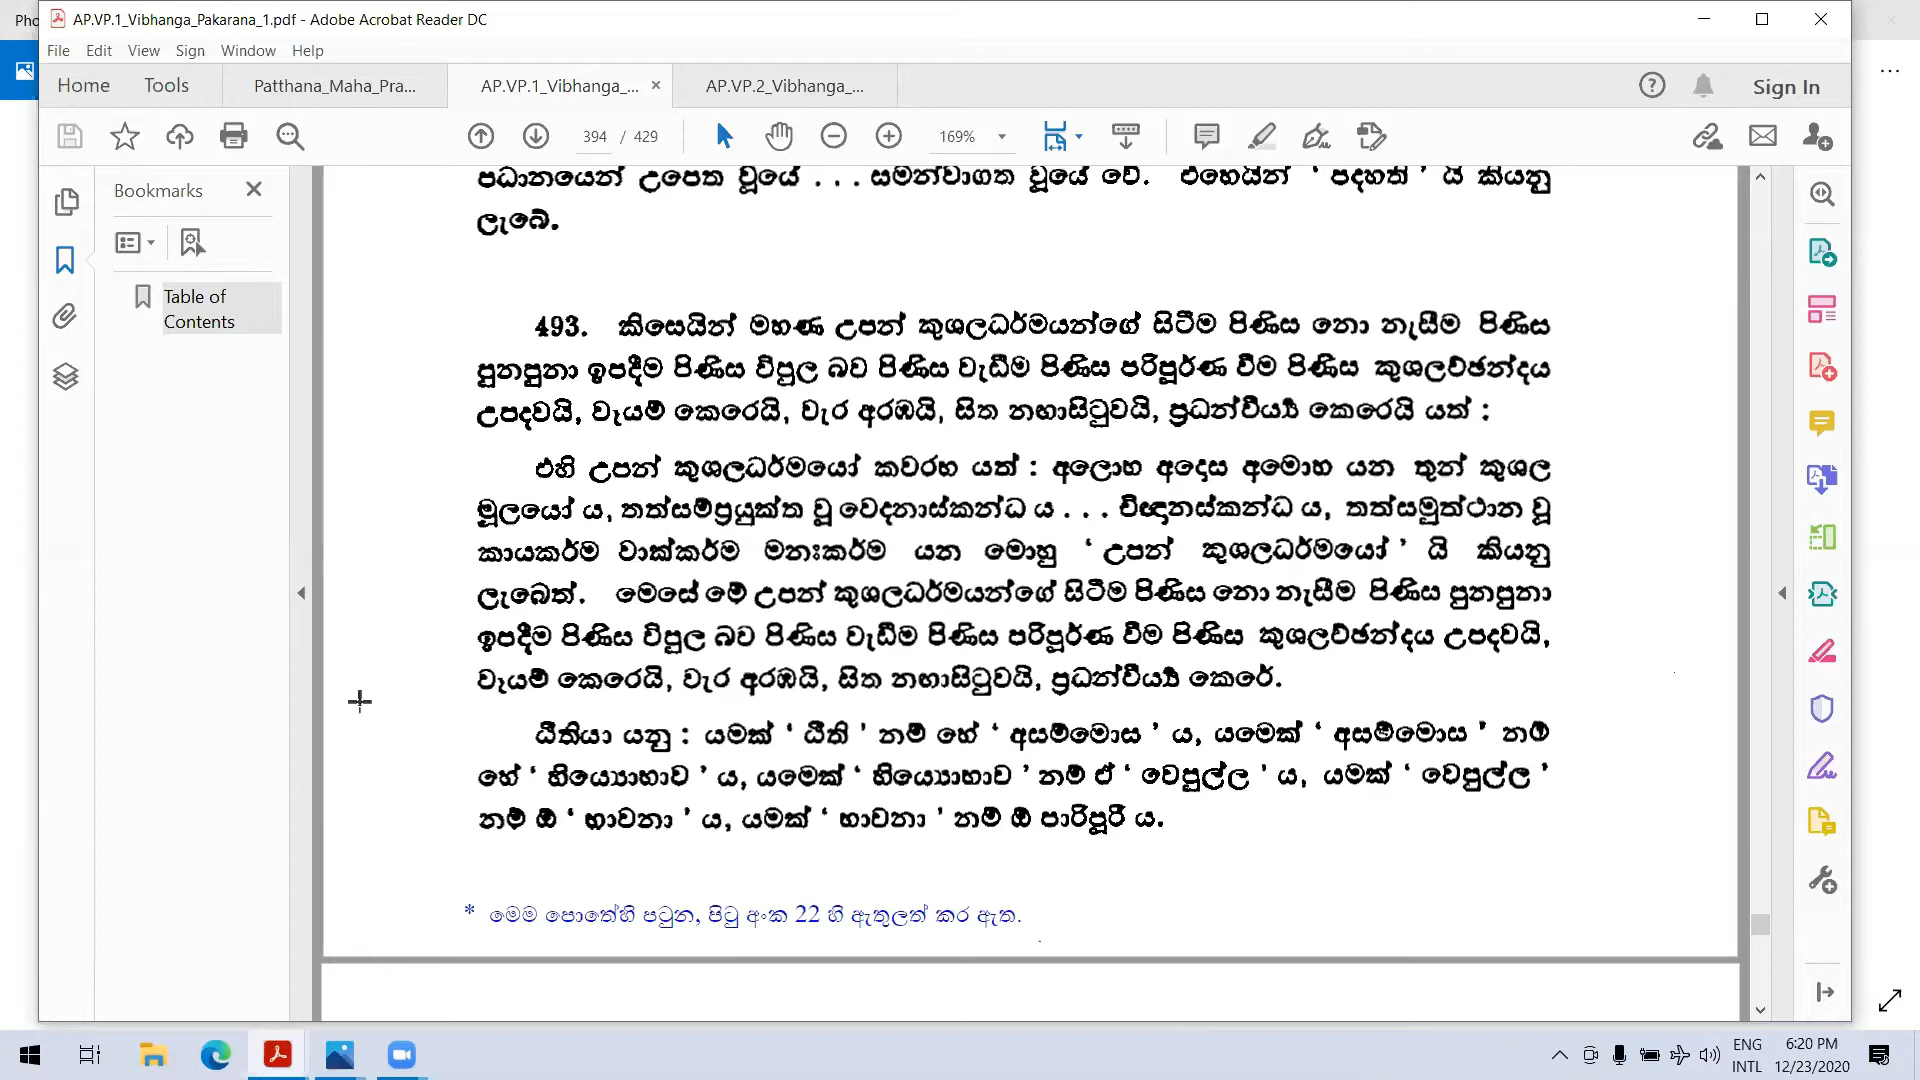 Pho
AP.VP.1_Vibhanga_Pakarana_1.pdf - Adobe Acrobat Reader DC
File Edit View Sign Window Help
Home Tools Patthana_Maha_Pra... AP.VP.1_Vibhanga_... AP.VP.2_Vibhanga_... Sign In
394 / 429 169%
Bookmarks
Table of
Contents
පධානයෙන් උපෙත වූයේ . . . සමන්වාගත වූයේ වේ. එහෙයින් ‘ පදහති ’ යි කියනු
ලැබේ.
493. කිසෙයින් මහණ උපන් කුශලධර්මයන්ගේ සිටීම පිණිස නො නැසීම පිණිස
පුනපුනා ඉපදීම පිණිස විපුල බව පිණිස වැඩීම පිණිස පරිපූර්ණ වීම පිණිස කුශලච්ඡන්දය
උපදවයි, වෑයම් කෙරෙයි, වැර අරඹයි, සිත නඟාසිටුවයි, ප්‍රධන්වීර්‍ය්‍ය කෙරෙයි යත් :
එහි උපන් කුශලධර්මයෝ කවරහ යත් : අලොභ අදොස අමොහ යන තුන් කුශල
මූලයෝ ය, තත්සම්ප්‍රයුක්ත වූ වෙදනාස්කන්ධ ය . . . විඥානස්කන්ධ ය, තත්සමුත්ථාන වූ
කායකර්ම වාක්කර්ම මනඃකර්ම යන මොහු ‘ උපන් කුශලධර්මයෝ ’ යි කියනු
ලැබෙත්. මෙසේ මේ උපන් කුශලධර්මයන්ගේ සිටීම පිණිස නො නැසීම පිණිස පුනපුනා
ඉපදීම පිණිස විපුල බව පිණිස වැඩීම පිණිස පරිපූර්ණ වීම පිණිස කුශලච්ඡන්දය උපදවයි,
වෑයම් කෙරෙයි, වැර අරඹයි, සිත නඟාසිටුවයි, ප්‍රධන්වීර්‍ය්‍ය කෙරේ.
ඨීතියා යනු : යමක් ‘ ඨීති ’ නම් හේ ‘ අසම්මොස ’ ය, යමෙක් ‘ අසම්මොස ’ නම්
හේ ‘ භියොභාව ’ ය, යමෙක් ‘ භියොභාව ’ නම් ඒ ‘ වෙපුල්ල ’ ය, යමක් ‘ වෙපුල්ල ’
නම් ඕ ‘ භාවනා ’ ය, යමක් ‘ භාවනා ’ නම් ඕ පාරිපූරී ය.
* මෙම පොතේහි පටුන, පිටු අංක 22 හි ඇතුලත් කර ඇත.
ENG 6:20 PM
INTL 12/23/2020